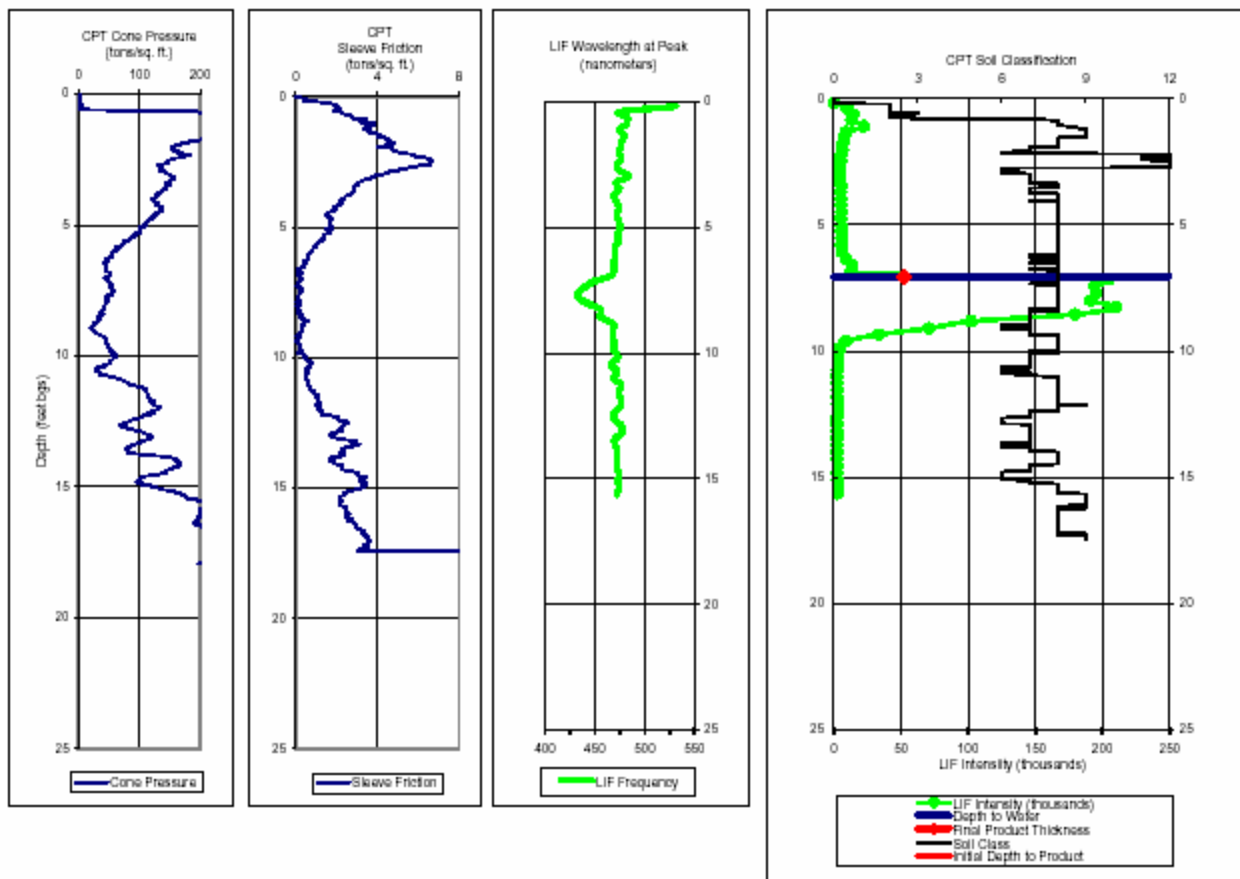 CPT Cone Pressure
(tons/sq. ft.)
0 100 200
0
5
10
15
20
25
Depth (feet bgs)
Cone Pressure
CPT
Sleeve Friction
(tons/sq. ft.)
0 4 8
0
5
10
15
20
25
Sleeve Friction
LIF Wavelength at Peak
(nanometers)
0
5
10
15
20
25
400 450 500 550
LIF Frequency
CPT Soil Classification
0 3 6 9 12
0 0
5 5
10 10
15 15
20 20
25 25
0 50 100 150 200 250
LIF Intensity (thousands)
LIF Intensity (thousands)
Depth to Water
Final Product Thickness
Soil Class
Initial Depth to Product